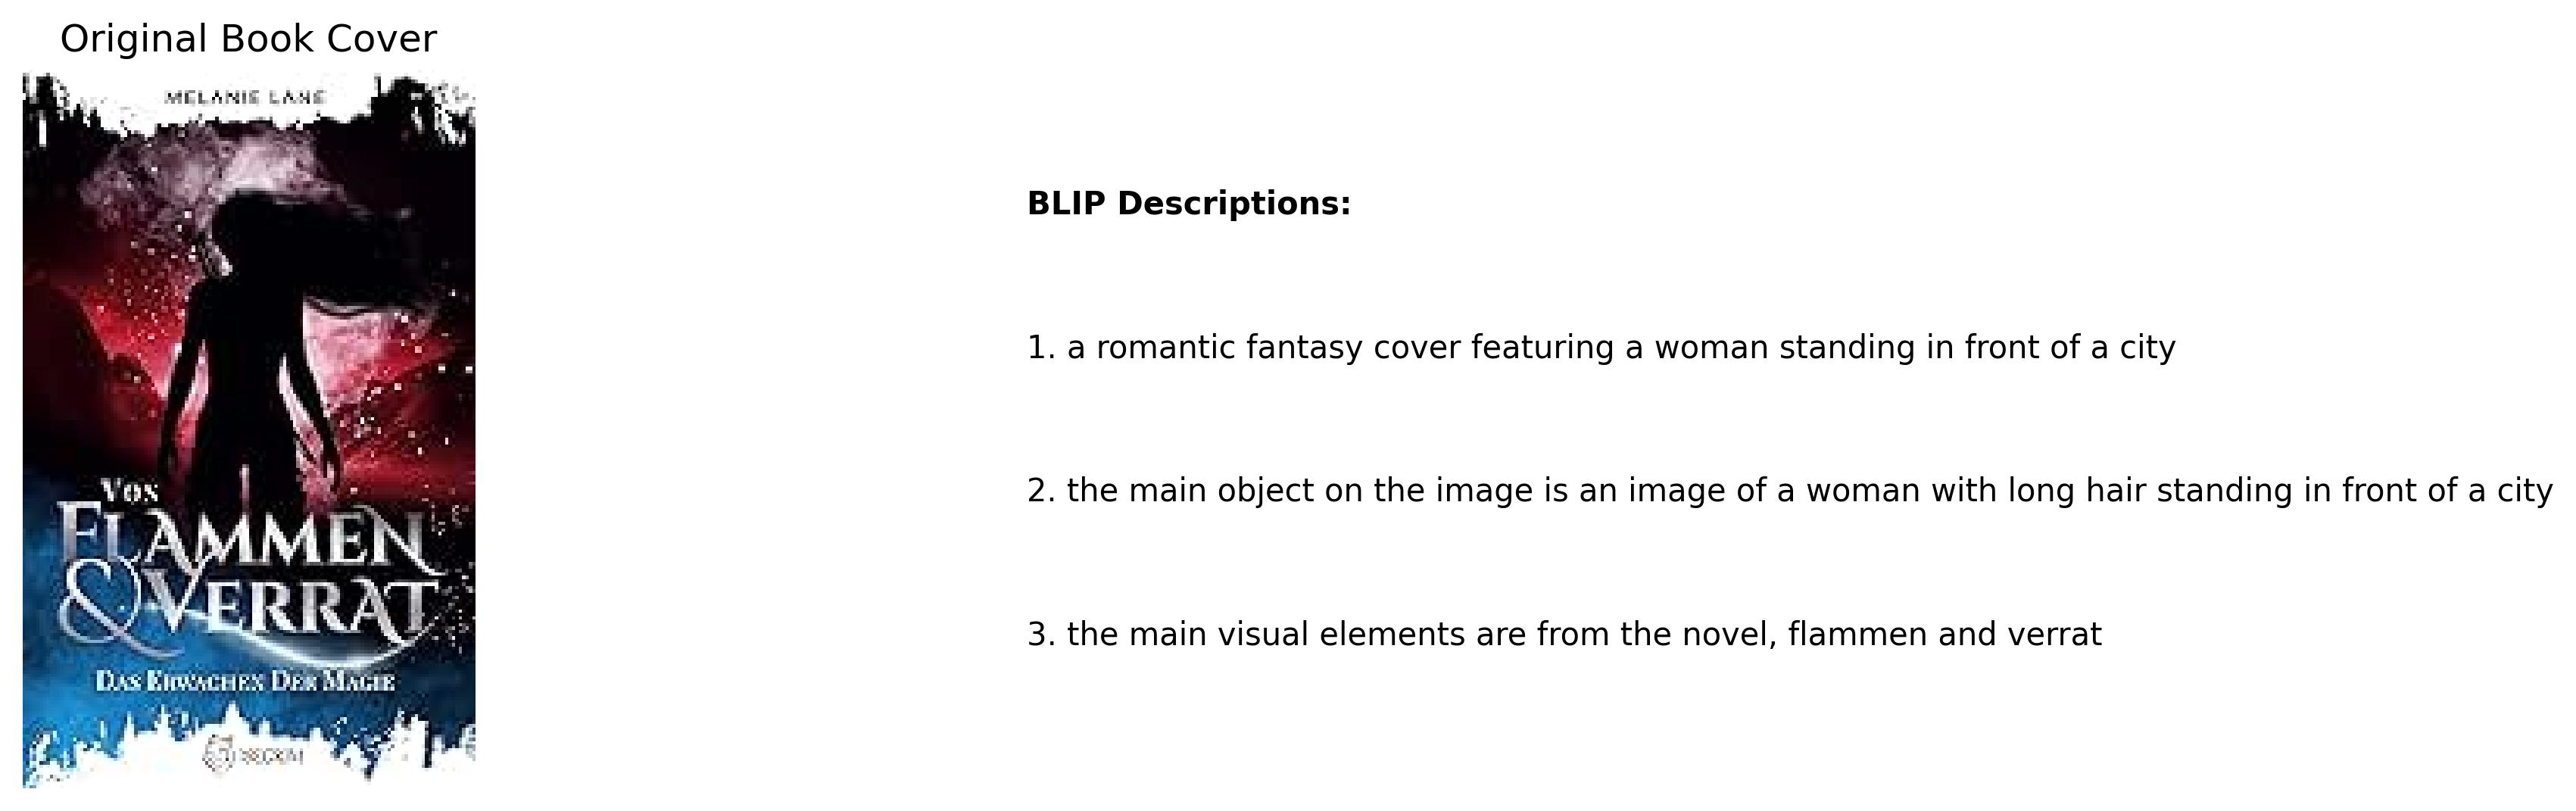 Original Book Cover
MELANIE LANE
VON
FLAMMEN
& VERRAT
DAS ERWACHEN DER MAGIE
BLIP Descriptions:
1. a romantic fantasy cover featuring a woman standing in front of a city
2. the main object on the image is an image of a woman with long hair standing in front of a city
3. the main visual elements are from the novel, flammen and verrat